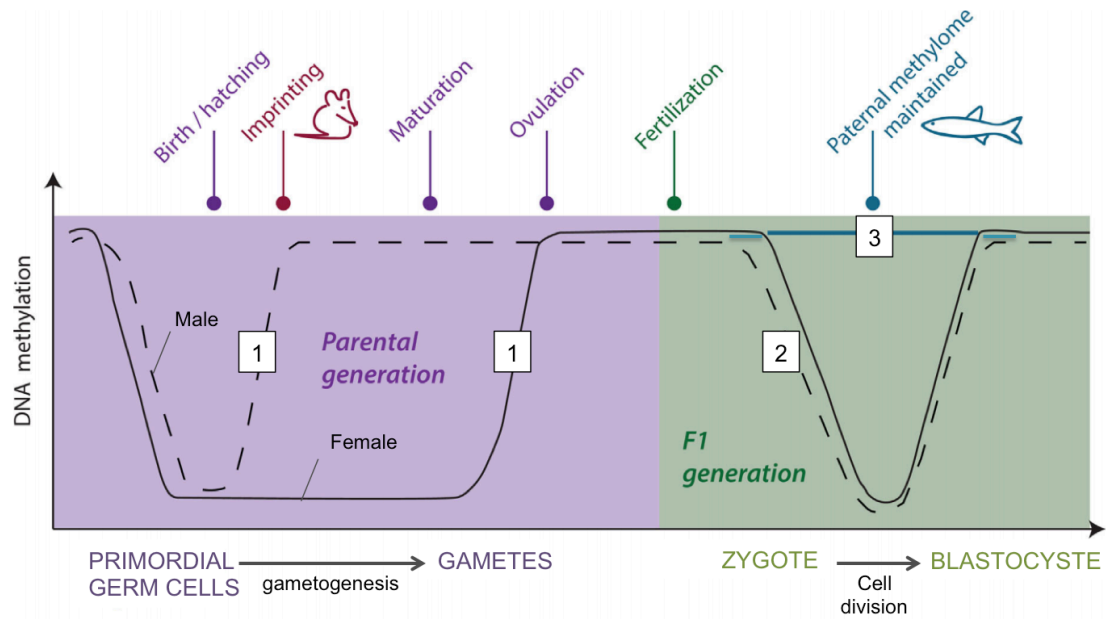 Birth / hatching
Imprinting
Maturation
Ovulation
Fertilization
Paternal methylome
maintained
DNA methylation
3
Male
1
Parental
generation
1
2
Female
F1
generation
PRIMORDIAL
GERM CELLS
gametogenesis
GAMETES
ZYGOTE
Cell
division
BLASTOCYSTE